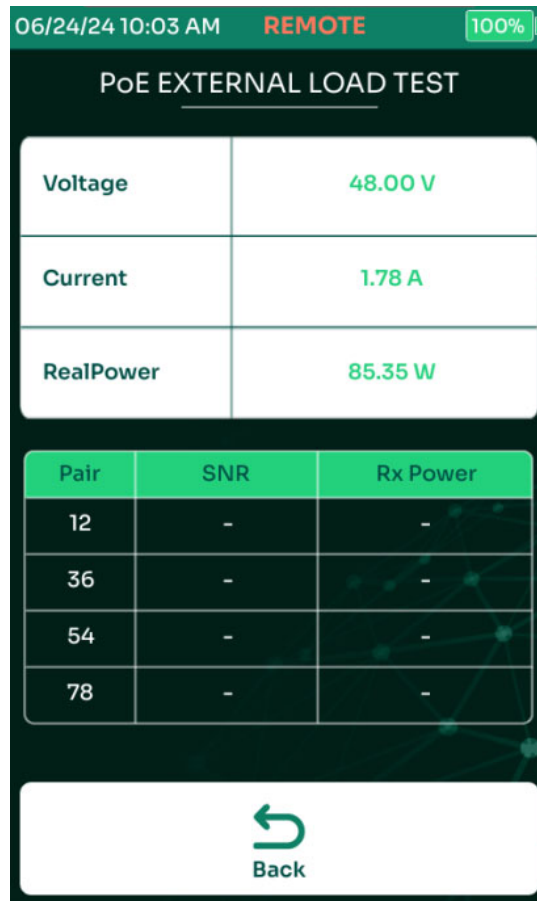 06/24/24 10:03 AM REMOTE 100%
PoE EXTERNAL LOAD TEST
Voltage 48.00 V
Current 1.78 A
RealPower 85.35 W
Pair SNR Rx Power
12 - -
36 - -
54 - -
78 - -
Back